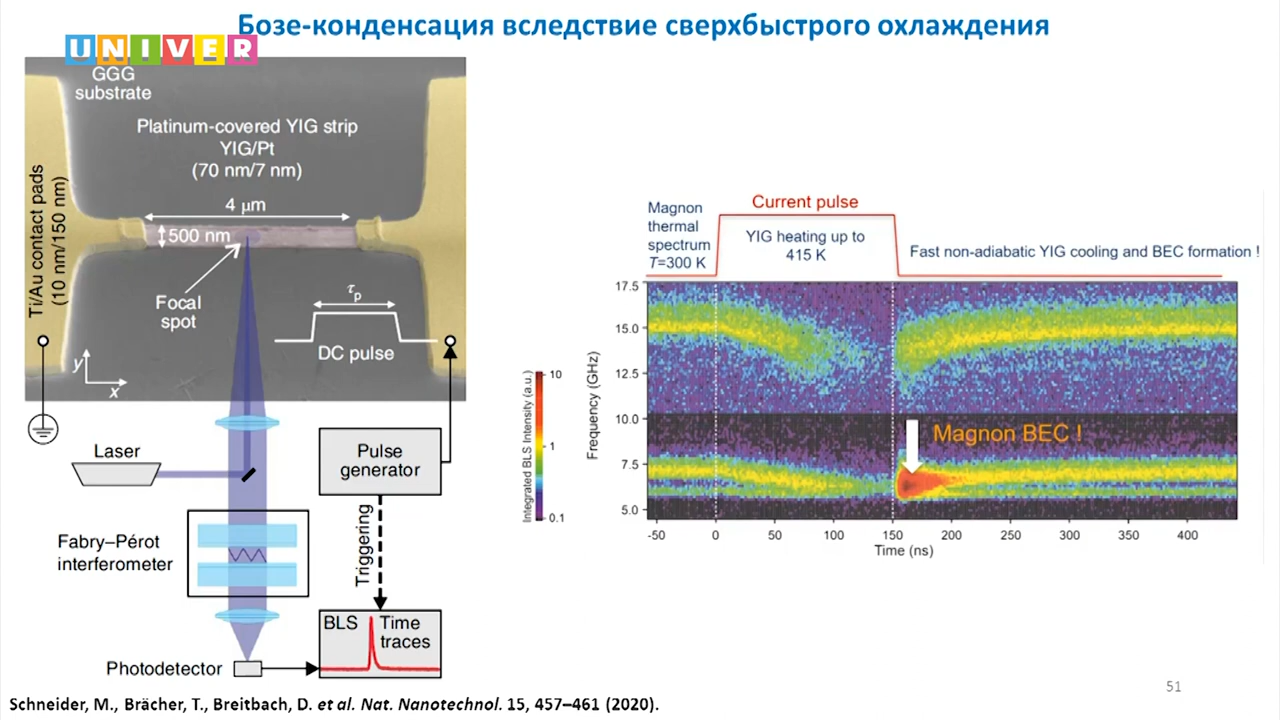 Бозе-конденсация вследствие сверхбыстрого охлаждения
UNIVER
GGG
substrate
Platinum-covered YIG strip
YIG/Pt
(70 nm/7 nm)
Ti/Au contact pads
(10 nm/150 nm)
4 μm
500 nm
Focal
spot
τp
DC pulse
y
x
Laser
Pulse
generator
Fabry–Pérot
interferometer
Triggering
BLS
Time
traces
Photodetector
Magnon
thermal
spectrum
T=300 K
Current pulse
YIG heating up to
415 K
Fast non-adiabatic YIG cooling and BEC formation !
Integrated BLS Intensity (a.u.)
10
1
0.1
Frequency (GHz)
17.5
15.0
12.5
10.0
7.5
5.0
Magnon BEC !
-50 0 50 100 150 200 250 300 350 400
Time (ns)
51
Schneider, M., Brächer, T., Breitbach, D. et al. Nat. Nanotechnol. 15, 457–461 (2020).